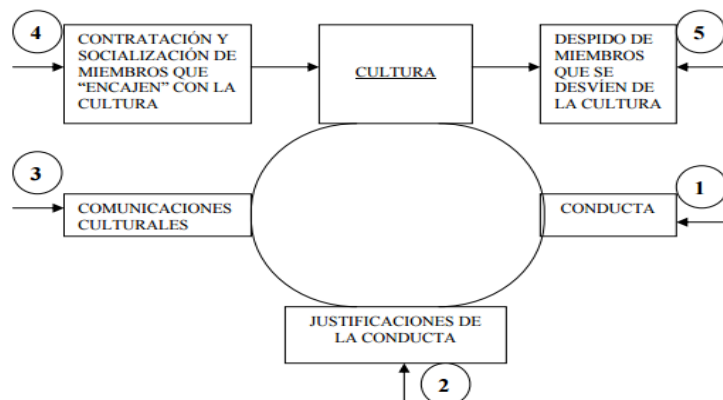 4
CONTRATACIÓN Y
SOCIALIZACIÓN DE
MIEMBROS QUE
“ENCAJEN” CON LA
CULTURA
CULTURA
DESPIDO DE
MIEMBROS
QUE SE
DESVÍEN DE
LA CULTURA
5
3
COMUNICACIONES
CULTURALES
CONDUCTA
1
JUSTIFICACIONES DE
LA CONDUCTA
2